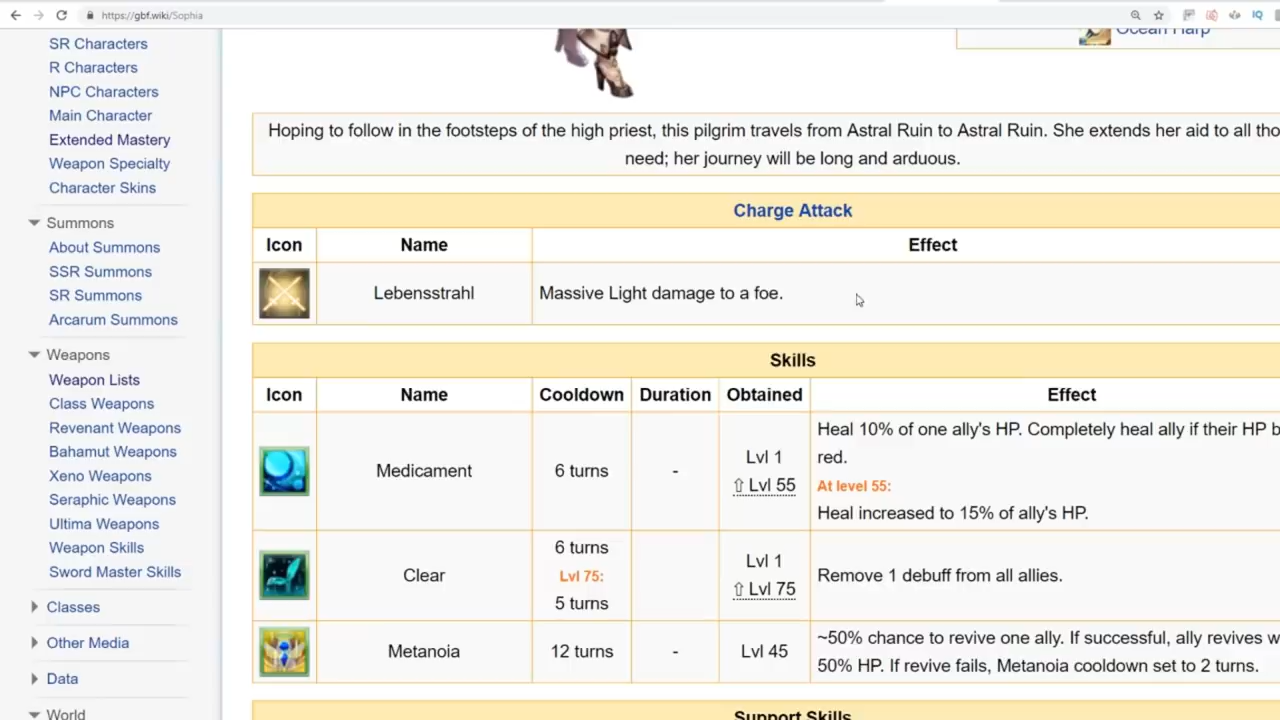 https://gbf.wiki/Sophia
IQ
SR Characters
R Characters
NPC Characters
Main Character
Extended Mastery
Weapon Specialty
Character Skins
Summons
About Summons
SSR Summons
SR Summons
Arcarum Summons
Weapons
Weapon Lists
Class Weapons
Revenant Weapons
Bahamut Weapons
Xeno Weapons
Seraphic Weapons
Ultima Weapons
Weapon Skills
Sword Master Skills
Classes
Other Media
Data
World
Ocean Harp
Hoping to follow in the footsteps of the high priest, this pilgrim travels from Astral Ruin to Astral Ruin. She extends her aid to all tho
need; her journey will be long and arduous.
Charge Attack
Icon Name Effect
Lebensstrahl Massive Light damage to a foe.
Skills
Icon Name Cooldown Duration Obtained Effect
Medicament 6 turns - Lvl 1
⇧ Lvl 55
Heal 10% of one ally's HP. Completely heal ally if their HP b
red.
At level 55:
Heal increased to 15% of ally's HP.
Clear
6 turns
Lvl 75:
5 turns
Lvl 1
⇧ Lvl 75
Remove 1 debuff from all allies.
Metanoia 12 turns - Lvl 45
~50% chance to revive one ally. If successful, ally revives w
50% HP. If revive fails, Metanoia cooldown set to 2 turns.
Support Skills